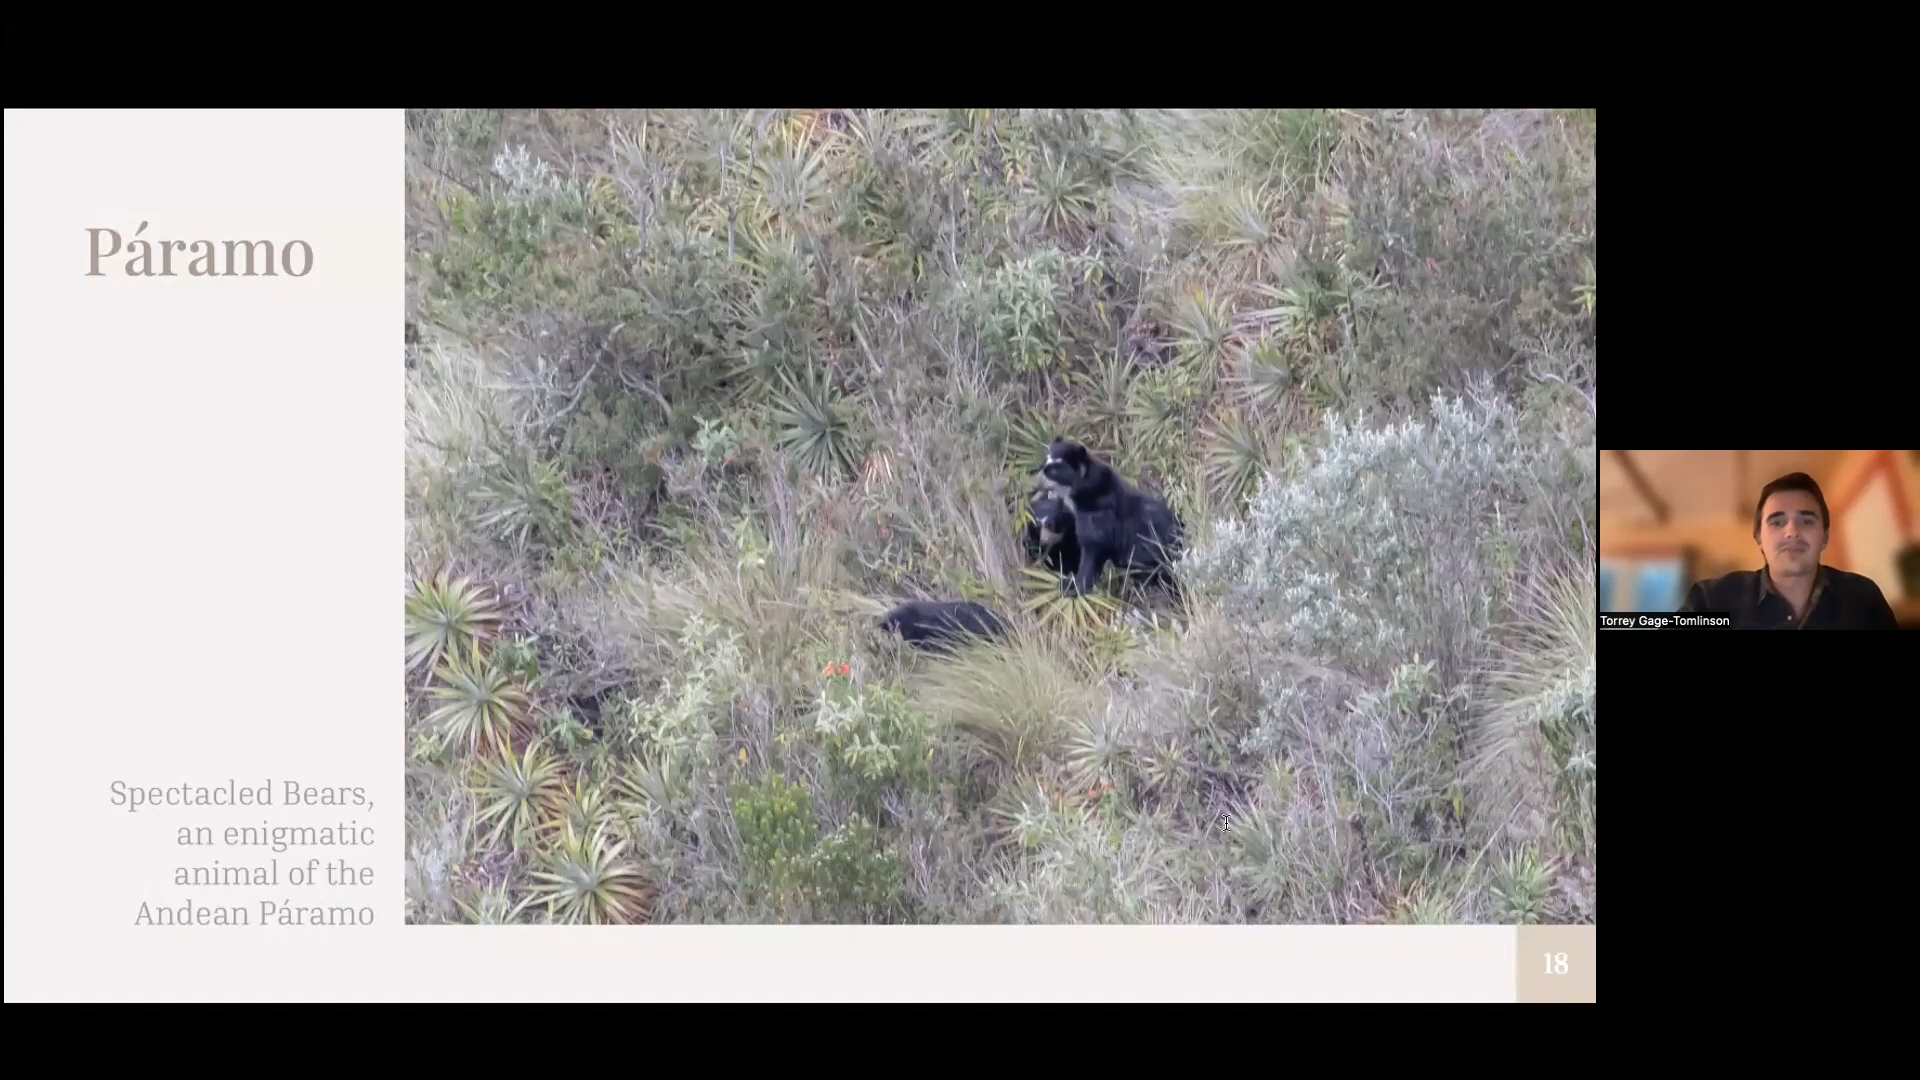 Páramo
Spectacled Bears,
an enigmatic
animal of the
Andean Páramo
18
Torrey Gage-Tomlinson